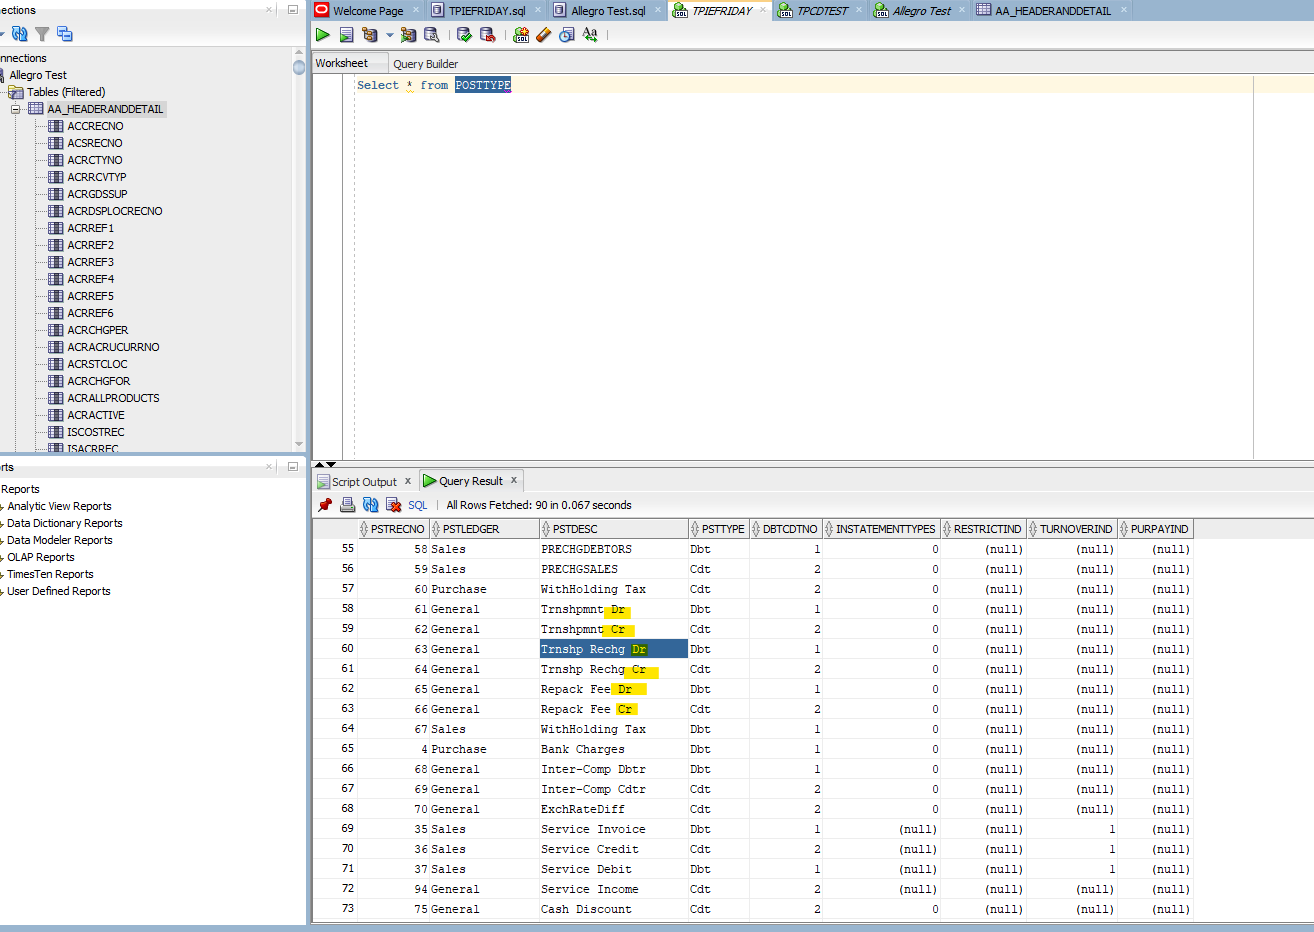 nections
Welcome Page
TPIEFRIDAY.sql
Allegro Test.sql
TPIEFRIDAY
TPCDTEST
Allegro Test
AA_HEADERANDDETAIL
nnections
Allegro Test
Tables (Filtered)
AA_HEADERANDDETAIL
ACCRECNO
ACSRECNO
ACRCTYNO
ACRRCVTYP
ACRGDSSUP
ACRDSPLOCRECNO
ACRREF1
ACRREF2
ACRREF3
ACRREF4
ACRREF5
ACRREF6
ACRCHGPER
ACRACRUCURRNO
ACRSTCLOC
ACRCHGFOR
ACRALLPRODUCTS
ACRACTIVE
ISCOSTREC
ISACRREC
rts
Reports
Analytic View Reports
Data Dictionary Reports
Data Modeler Reports
OLAP Reports
TimesTen Reports
User Defined Reports
Worksheet Query Builder
Select * from POSTTYPE
Script Output x Query Result x
SQL | All Rows Fetched: 90 in 0.067 seconds
PSTRECNO PSTLEDGER PSTDESC PSTTYPE DBTCDTNO INSTATEMENTTYPES RESTRICTIND TURNOVERIND PURPAYIND
55 58 Sales PRECHGDEBTORS Dbt 1 0 (null) (null) (null)
56 59 Sales PRECHGSALES Cdt 2 0 (null) (null) (null)
57 60 Purchase WithHolding Tax Cdt 2 0 (null) (null) (null)
58 61 General Trnshpmnt Dr Dbt 1 0 (null) (null) (null)
59 62 General Trnshpmnt Cr Cdt 2 0 (null) (null) (null)
60 63 General Trnshp Rechg Dr Dbt 1 0 (null) (null) (null)
61 64 General Trnshp Rechg Cr Cdt 2 0 (null) (null) (null)
62 65 General Repack Fee Dr Dbt 1 0 (null) (null) (null)
63 66 General Repack Fee Cr Cdt 2 0 (null) (null) (null)
64 67 Sales WithHolding Tax Dbt 1 0 (null) (null) (null)
65 4 Purchase Bank Charges Dbt 1 0 (null) (null) (null)
66 68 General Inter-Comp Dbtr Dbt 1 0 (null) (null) (null)
67 69 General Inter-Comp Cdtr Cdt 2 0 (null) (null) (null)
68 70 General ExchRateDiff Cdt 2 0 (null) (null) (null)
69 35 Sales Service Invoice Dbt 1 (null) (null) 1 (null)
70 36 Sales Service Credit Cdt 2 (null) (null) 1 (null)
71 37 Sales Service Debit Dbt 1 (null) (null) 1 (null)
72 94 General Service Income Cdt 2 (null) (null) (null) (null)
73 75 General Cash Discount Cdt 2 0 (null) (null) (null)